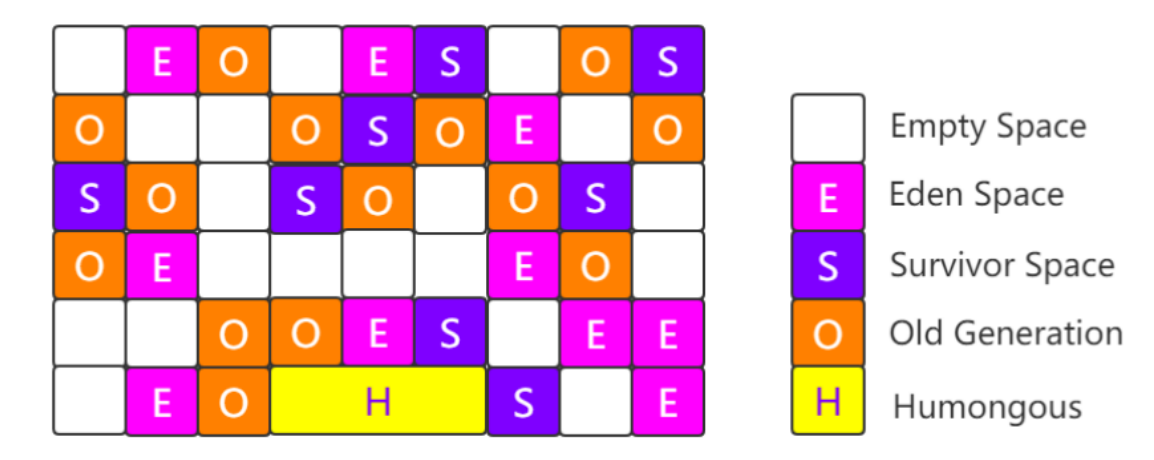 E O E S O S
O O S O E O
S O S O O S
O E E O
O O E S E E
E O H S E
Empty Space
E Eden Space
S Survivor Space
O Old Generation
H Humongous